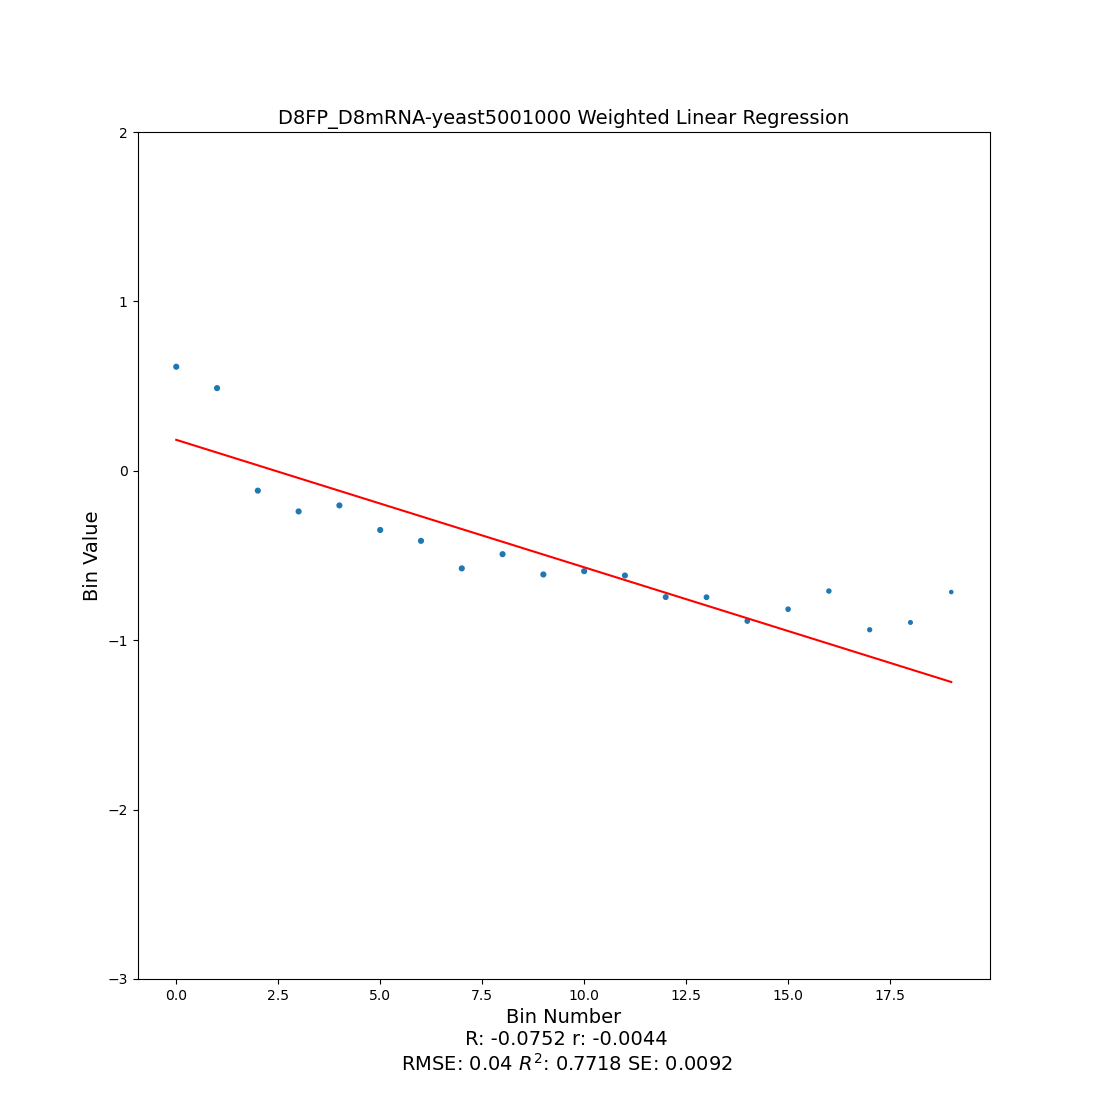 D8FP_D8mRNA-yeast5001000 Weighted Linear Regression
2
1
0
−1
−2
−3
Bin Value
0.0 2.5 5.0 7.5 10.0 12.5 15.0 17.5
Bin Number
R: -0.0752 r: -0.0044
RMSE: 0.04 R²: 0.7718 SE: 0.0092